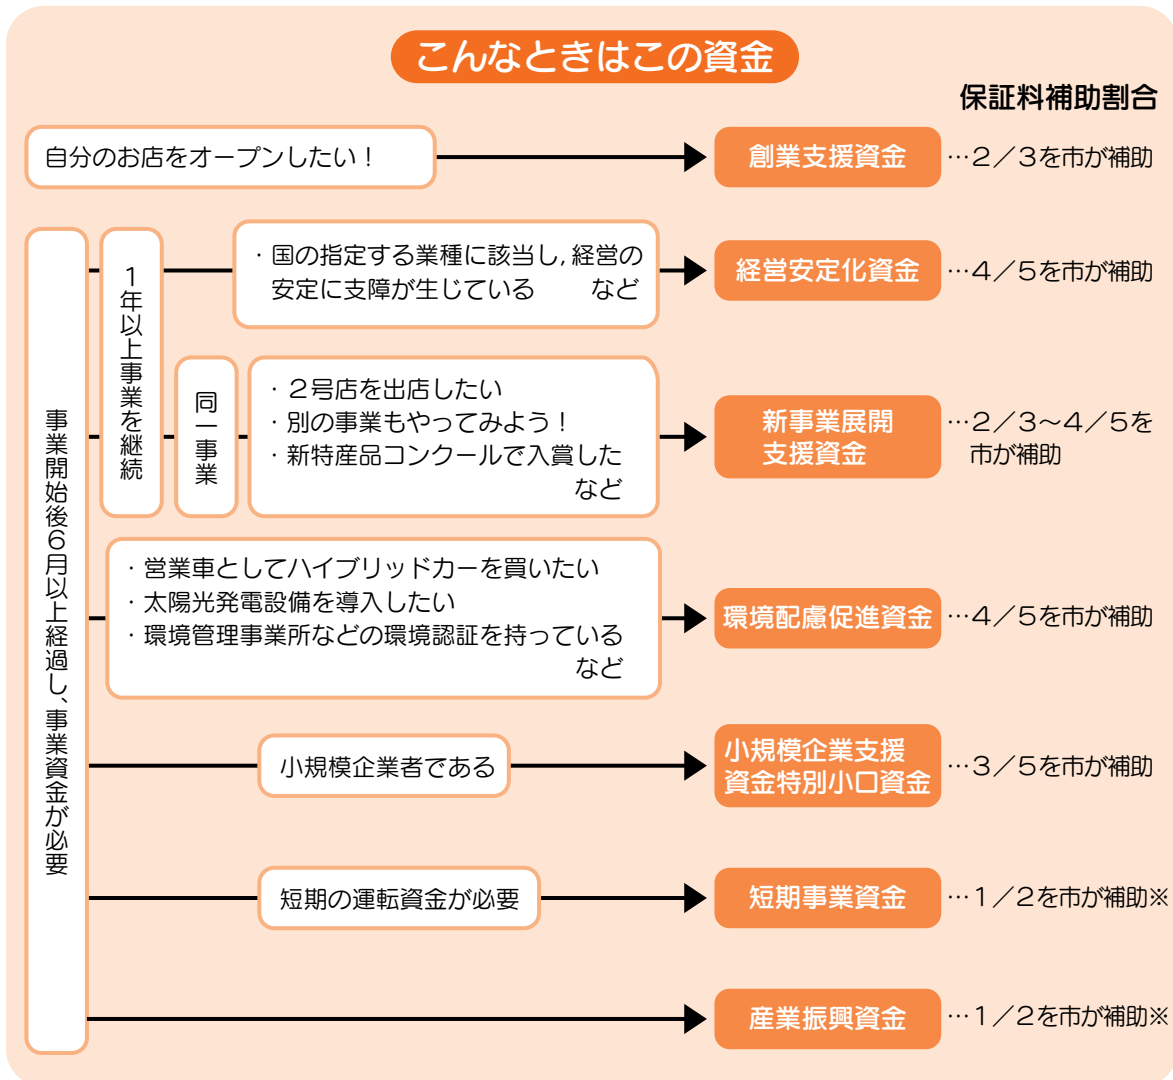 こんなときはこの資金
保証料補助割合
自分のお店をオープンしたい！
創業支援資金
…２／３を市が補助
事業開始後６月以上経過し、事業資金が必要
１年以上事業を継続
・国の指定する業種に該当し，経営の
安定に支障が生じている　　など
経営安定化資金
…４／５を市が補助
同一事業
・２号店を出店したい
・別の事業もやってみよう！
・新特産品コンクールで入賞した
など
新事業展開
支援資金
…２／３～４／５を
市が補助
・営業車としてハイブリッドカーを買いたい
・太陽光発電設備を導入したい
・環境管理事業所などの環境認証を持っている
など
環境配慮促進資金
…４／５を市が補助
小規模企業者である
小規模企業支援
資金特別小口資金
…３／５を市が補助
短期の運転資金が必要
短期事業資金
…１／２を市が補助※
産業振興資金
…１／２を市が補助※